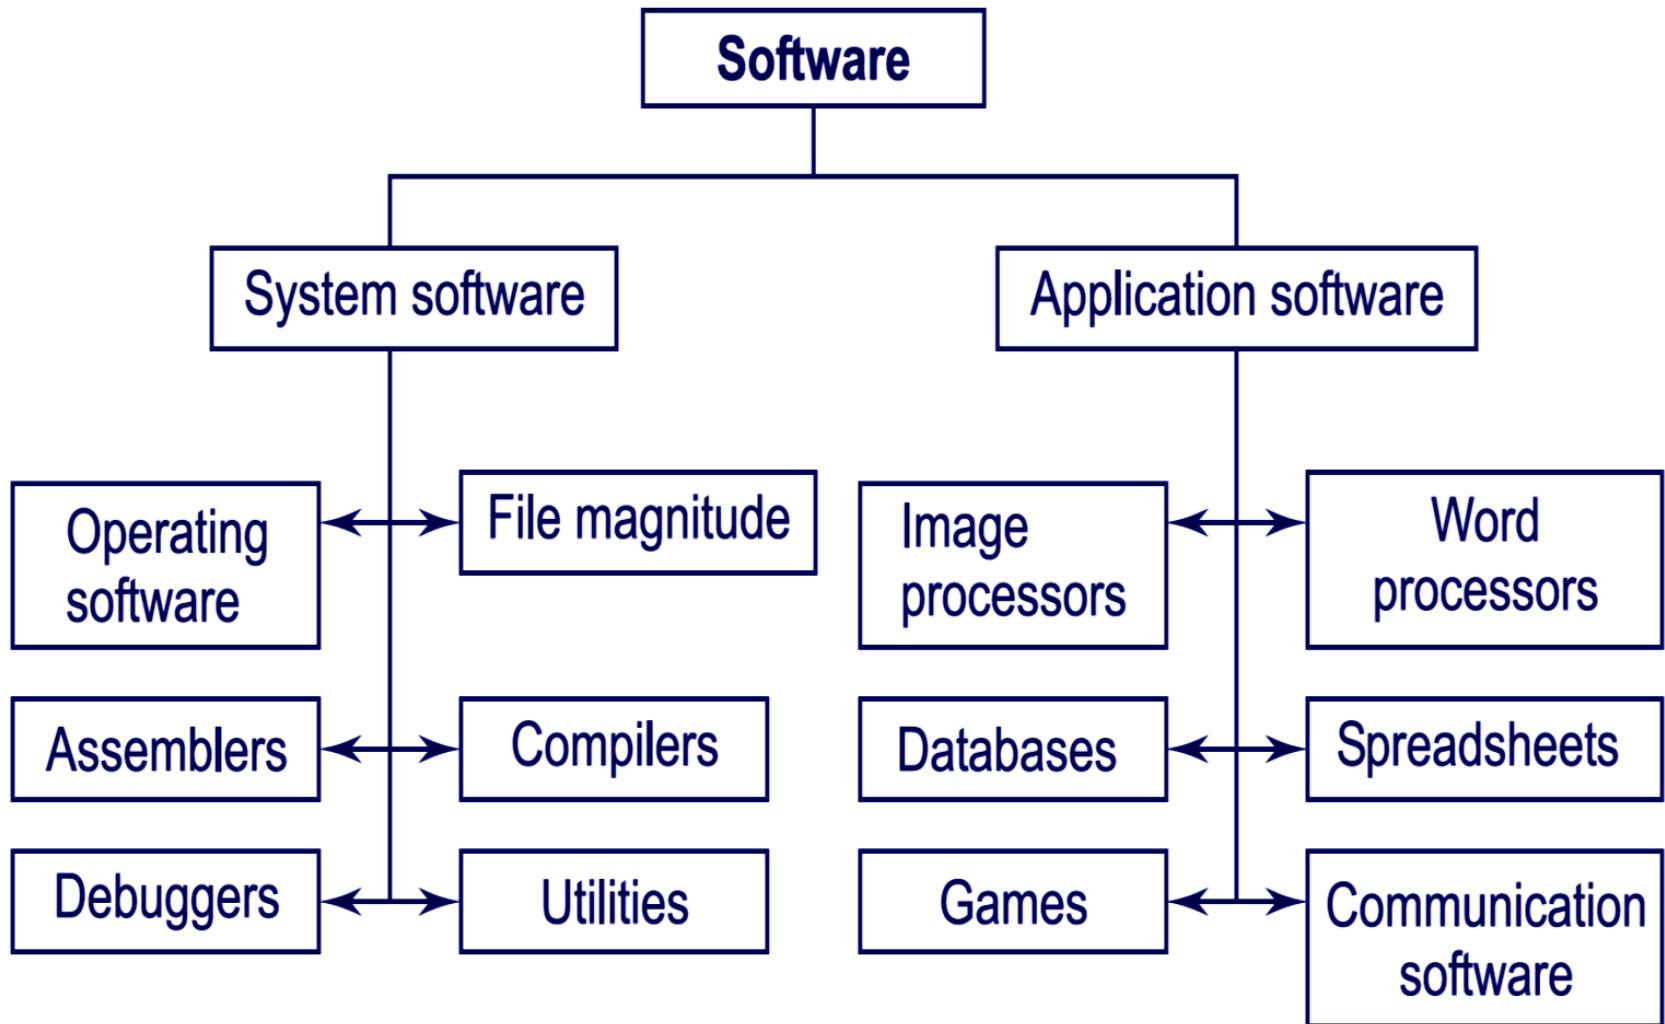 Software
System software
Application software
Operating
software
File magnitude
Image
processors
Word
processors
Assemblers
Compilers
Databases
Spreadsheets
Debuggers
Utilities
Games
Communication
software